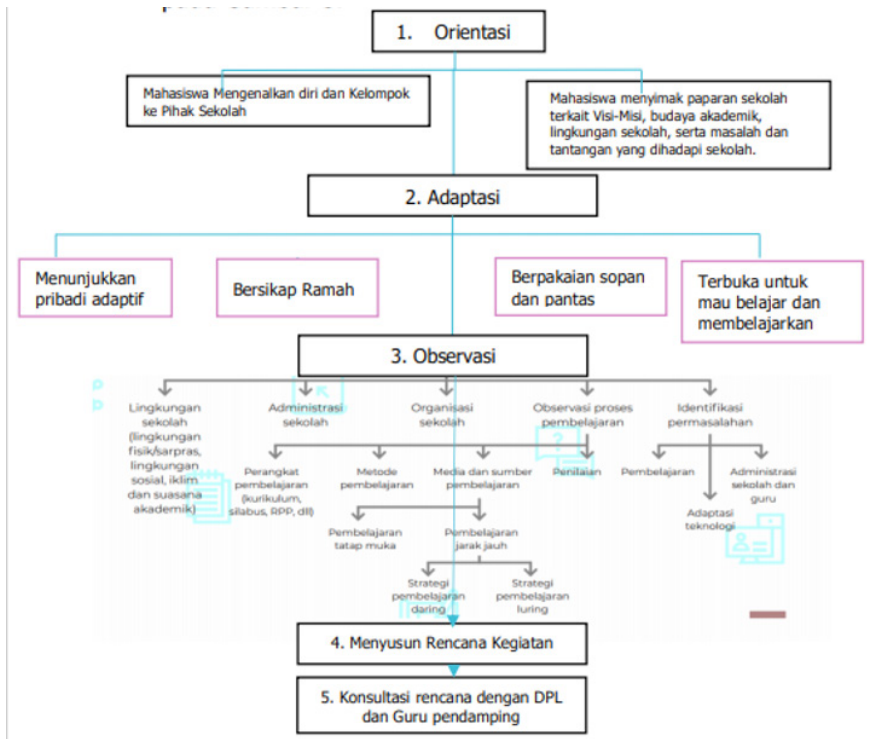 1. Orientasi
Mahasiswa Mengenalkan diri dan Kelompok
ke Pihak Sekolah
Mahasiswa menyimak paparan sekolah
terkait Visi-Misi, budaya akademik,
lingkungan sekolah, serta masalah dan
tantangan yang dihadapi sekolah.
2. Adaptasi
Menunjukkan
pribadi adaptif
Bersikap Ramah
Berpakaian sopan
dan pantas
Terbuka untuk
mau belajar dan
membelajarkan
3. Observasi
Lingkungan
sekolah
(lingkungan
fisik/sarpras,
lingkungan
sosial, iklim
dan suasana
akademik)
Administrasi
sekolah
Organisasi
sekolah
Observasi proses
pembelajaran
Identifikasi
permasalahan
Perangkat
pembelajaran
(kurikulum,
silabus, RPP, dll)
Metode
pembelajaran
Media dan sumber
pembelajaran
Penilaian
Pembelajaran
Administrasi
sekolah dan
guru
Adaptasi
teknologi
Pembelajaran
tatap muka
Pembelajaran
jarak jauh
Strategi
pembelajaran
daring
Strategi
pembelajaran
luring
4. Menyusun Rencana Kegiatan
5. Konsultasi rencana dengan DPL
dan Guru pendamping